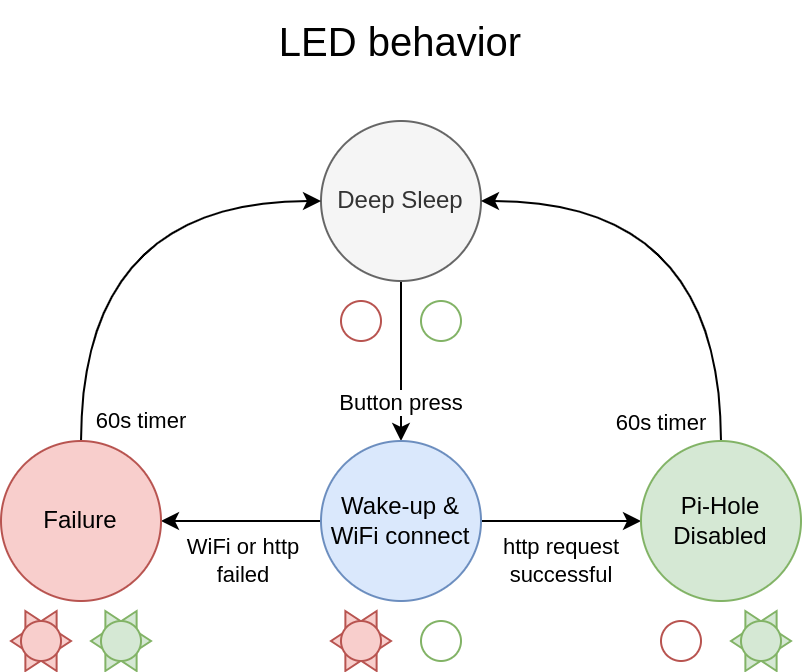 LED behavior
Deep Sleep
Button press
60s timer
60s timer
Failure
Wake-up &
WiFi connect
Pi-Hole
Disabled
WiFi or http
failed
http request
successful